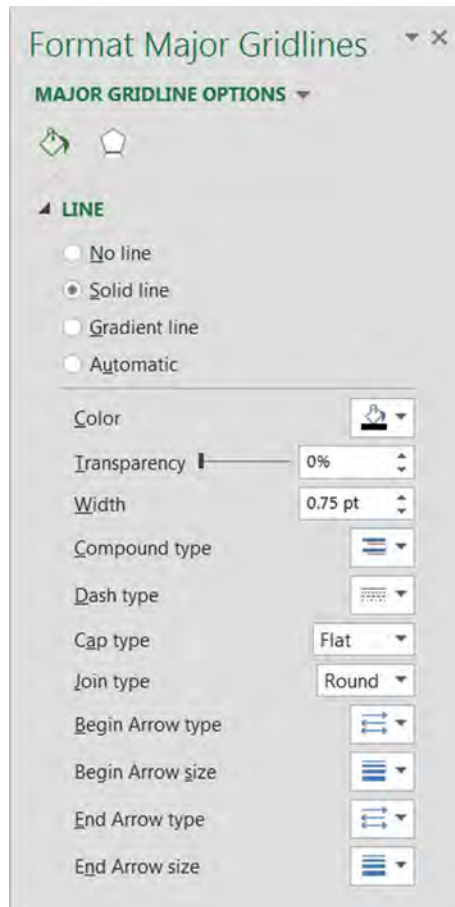 Format Major Gridlines
MAJOR GRIDLINE OPTIONS
LINE
No line
Solid line
Gradient line
Automatic
Color
Transparency 0%
Width 0.75 pt
Compound type
Dash type
Cap type Flat
Join type Round
Begin Arrow type
Begin Arrow size
End Arrow type
End Arrow size